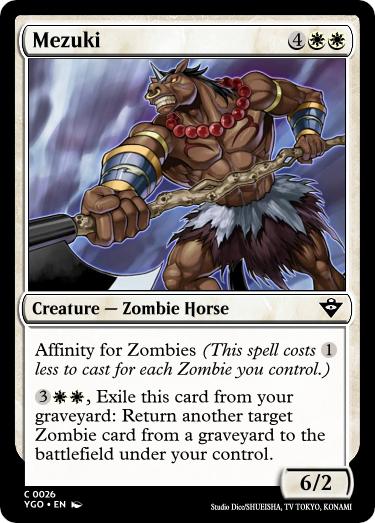 Mezuki 4
Creature — Zombie Horse
Affinity for Zombies (This spell costs 1
less to cast for each Zombie you control.)
3, Exile this card from your
graveyard: Return another target
Zombie card from a graveyard to the
battlefield under your control.
6/2
C 0026
YGO • EN
Studio Dice/SHUEISHA, TV TOKYO, KONAMI